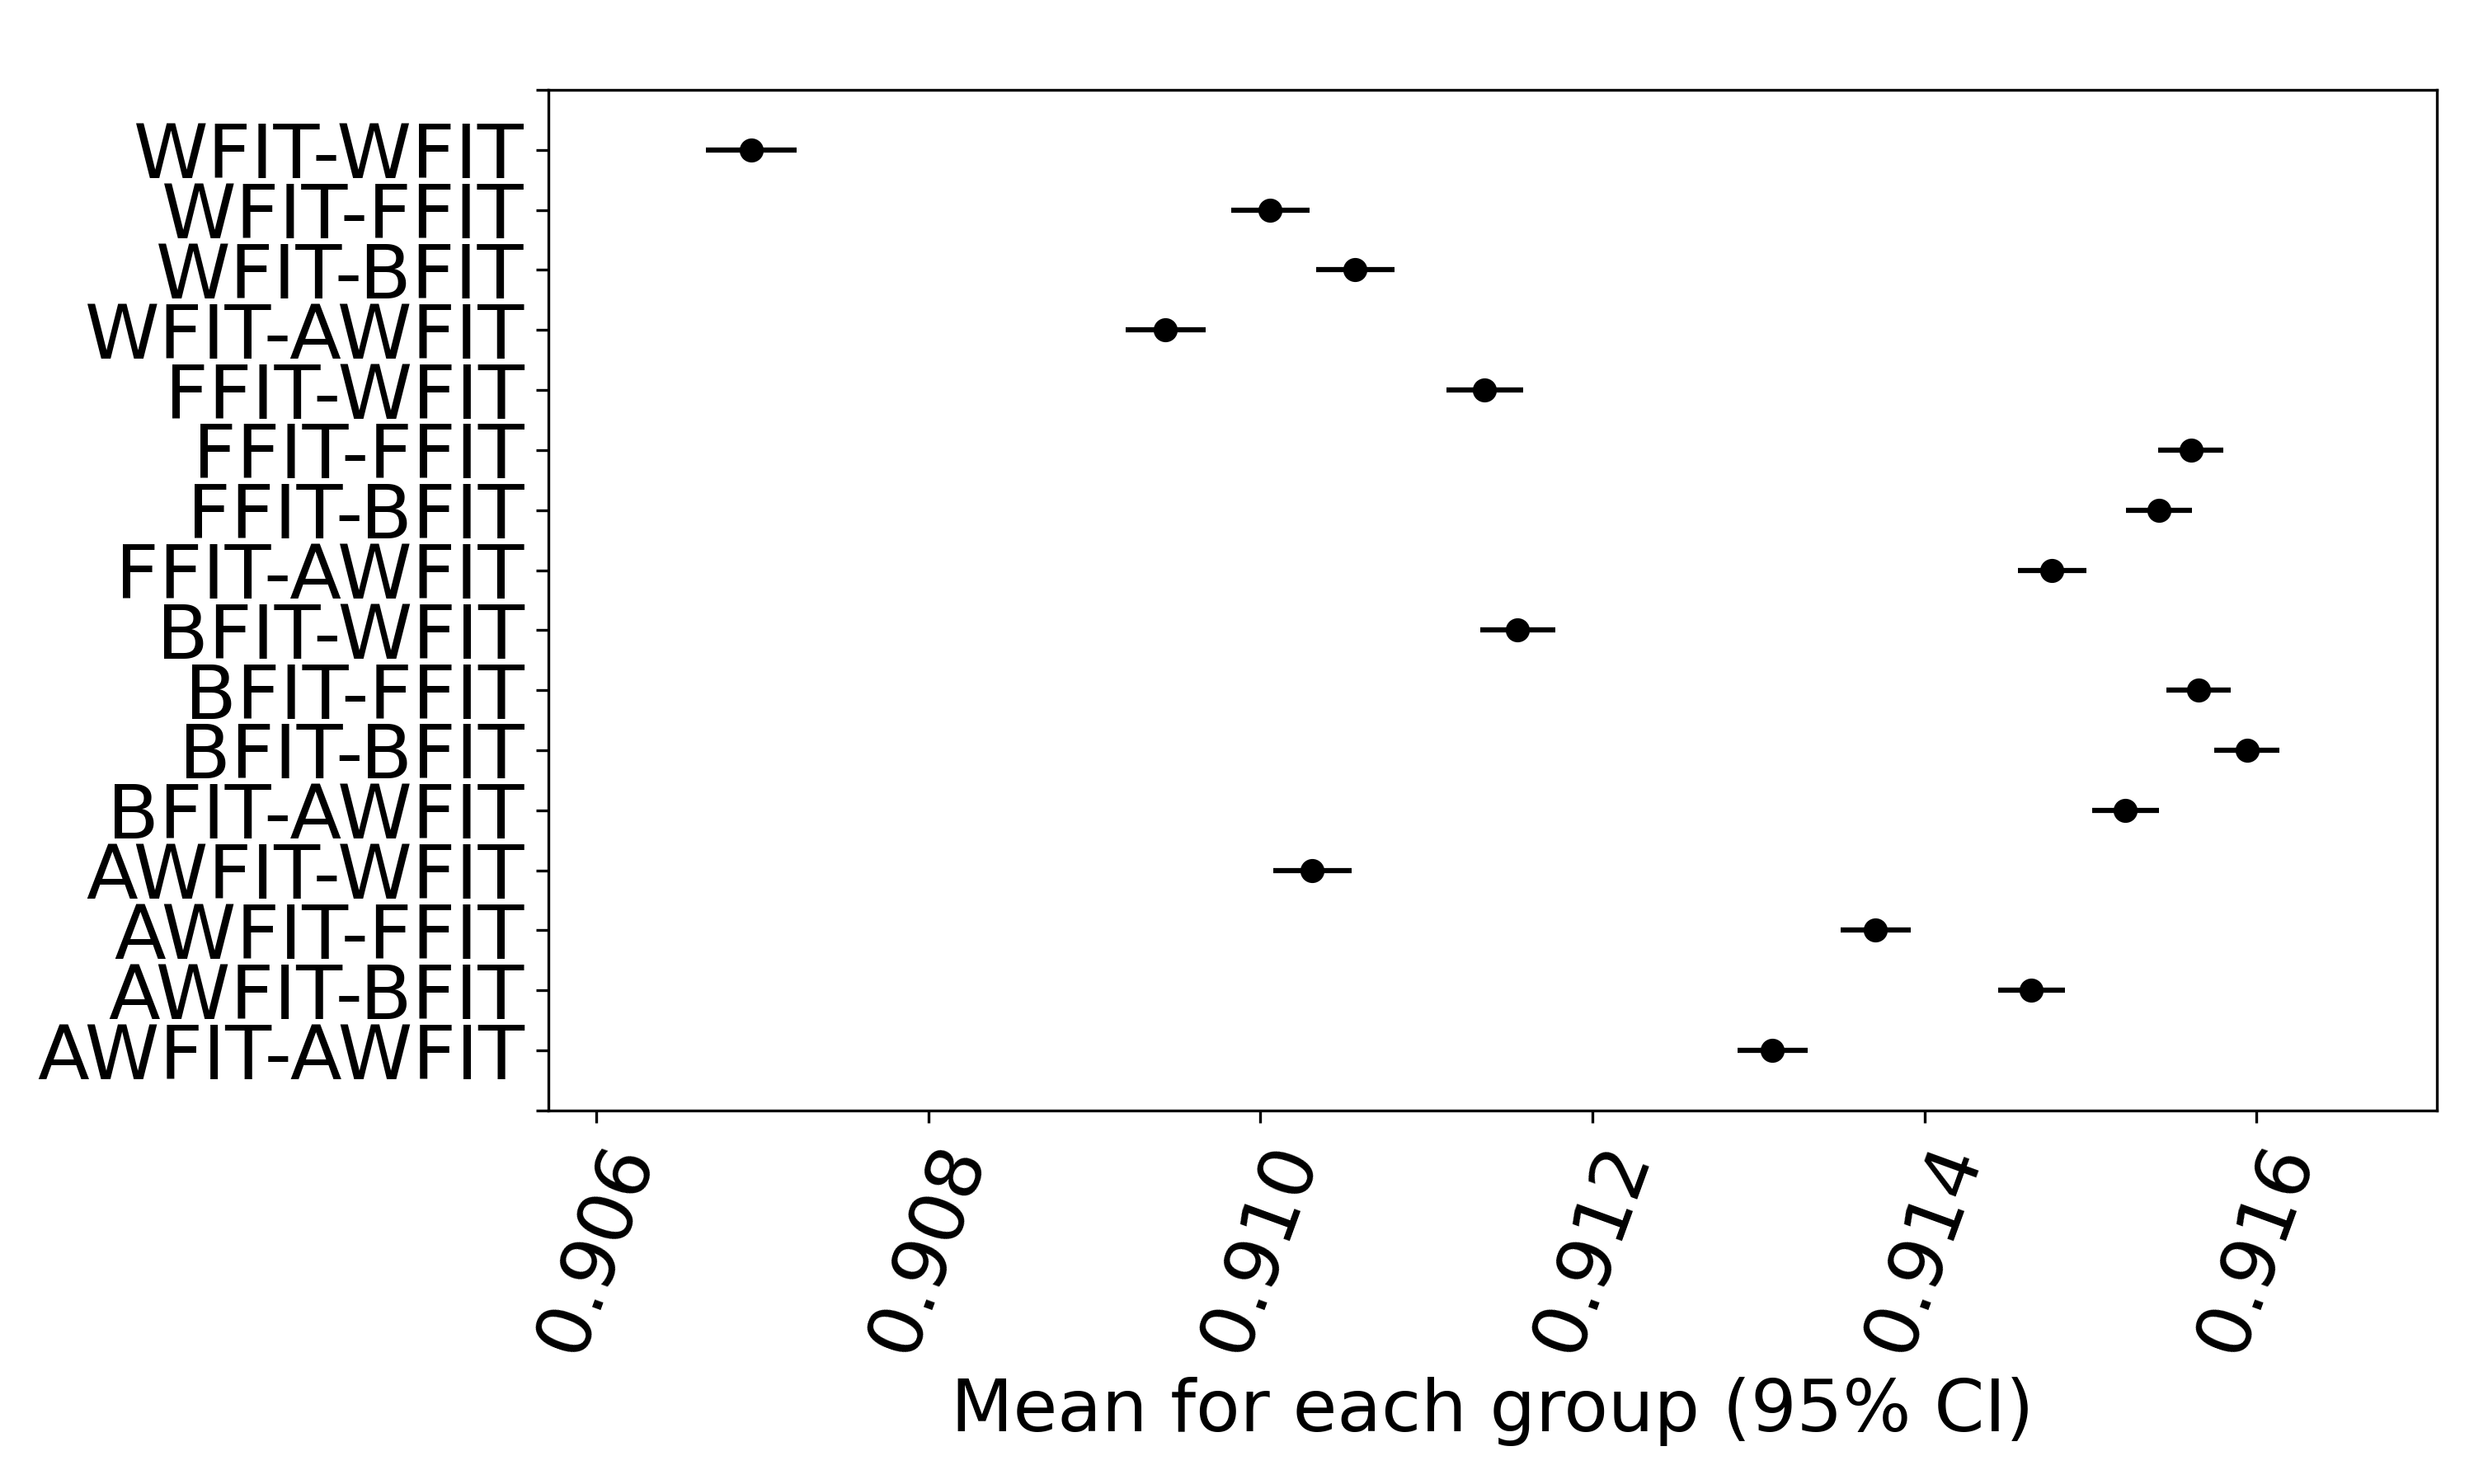 WFIT-WFIT
WFIT-FFIT
WFIT-BFIT
WFIT-AWFIT
FFIT-WFIT
FFIT-FFIT
FFIT-BFIT
FFIT-AWFIT
BFIT-WFIT
BFIT-FFIT
BFIT-BFIT
BFIT-AWFIT
AWFIT-WFIT
AWFIT-FFIT
AWFIT-BFIT
AWFIT-AWFIT
0.906
0.908
0.910
0.912
0.914
0.916
Mean for each group (95% CI)